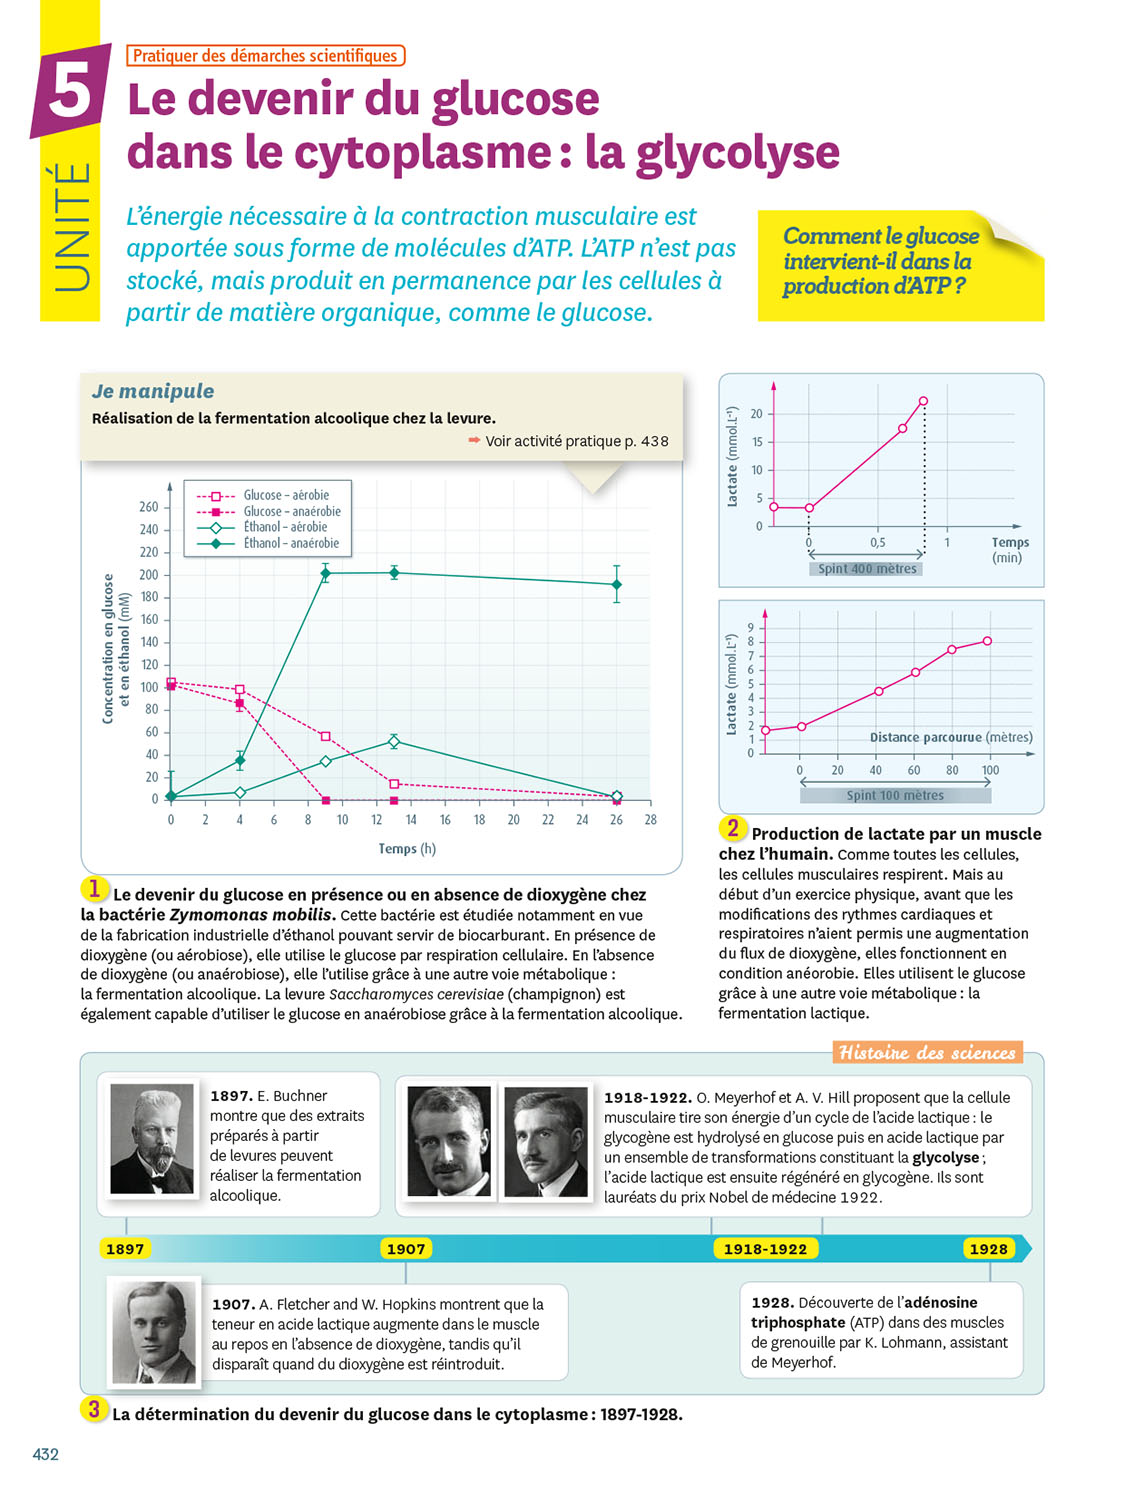 Pratiquer des démarches scientifiques
5
UNITÉ
Le devenir du glucose
dans le cytoplasme : la glycolyse
L'énergie nécessaire à la contraction musculaire est
apportée sous forme de molécules d'ATP. L'ATP n'est pas
stocké, mais produit en permanence par les cellules à
partir de matière organique, comme le glucose.
Comment le glucose
intervient-il dans la
production d'ATP ?
Je manipule
Réalisation de la fermentation alcoolique chez la levure.
➡ Voir activité pratique p. 438
Glucose – aérobie
Glucose – anaérobie
Éthanol – aérobie
Éthanol – anaérobie
Concentration en glucose
et en éthanol (mM)
260
240
220
200
180
160
140
120
100
80
60
40
20
0
0 2 4 6 8 10 12 14 16 18 20 22 24 26 28
Temps (h)
1 Le devenir du glucose en présence ou en absence de dioxygène chez
la bactérie Zymomonas mobilis. Cette bactérie est étudiée notamment en vue
de la fabrication industrielle d'éthanol pouvant servir de biocarburant. En présence de
dioxygène (ou aérobiose), elle utilise le glucose par respiration cellulaire. En l'absence
de dioxygène (ou anaérobiose), elle l'utilise grâce à une autre voie métabolique :
la fermentation alcoolique. La levure Saccharomyces cerevisiae (champignon) est
également capable d'utiliser le glucose en anaérobiose grâce à la fermentation alcoolique.
Lactate (mmol.L⁻¹)
20
15
10
5
0
0 0,5 1 Temps
(min)
Spint 400 mètres
Lactate (mmol.L⁻¹)
9
8
7
6
5
4
3
2
1
0
Distance parcourue (mètres)
0 20 40 60 80 100
Spint 100 mètres
2 Production de lactate par un muscle
chez l'humain. Comme toutes les cellules,
les cellules musculaires respirent. Mais au
début d'un exercice physique, avant que les
modifications des rythmes cardiaques et
respiratoires n'aient permis une augmentation
du flux de dioxygène, elles fonctionnent en
condition anéorobie. Elles utilisent le glucose
grâce à une autre voie métabolique : la
fermentation lactique.
Histoire des sciences
1897. E. Buchner
montre que des extraits
préparés à partir
de levures peuvent
réaliser la fermentation
alcoolique.
1918-1922. O. Meyerhof et A. V. Hill proposent que la cellule
musculaire tire son énergie d'un cycle de l'acide lactique : le
glycogène est hydrolysé en glucose puis en acide lactique par
un ensemble de transformations constituant la glycolyse ;
l'acide lactique est ensuite régénéré en glycogène. Ils sont
lauréats du prix Nobel de médecine 1922.
1897 1907 1918-1922 1928
1907. A. Fletcher and W. Hopkins montrent que la
teneur en acide lactique augmente dans le muscle
au repos en l'absence de dioxygène, tandis qu'il
disparaît quand du dioxygène est réintroduit.
1928. Découverte de l'adénosine
triphosphate (ATP) dans des muscles
de grenouille par K. Lohmann, assistant
de Meyerhof.
3 La détermination du devenir du glucose dans le cytoplasme : 1897-1928.
432